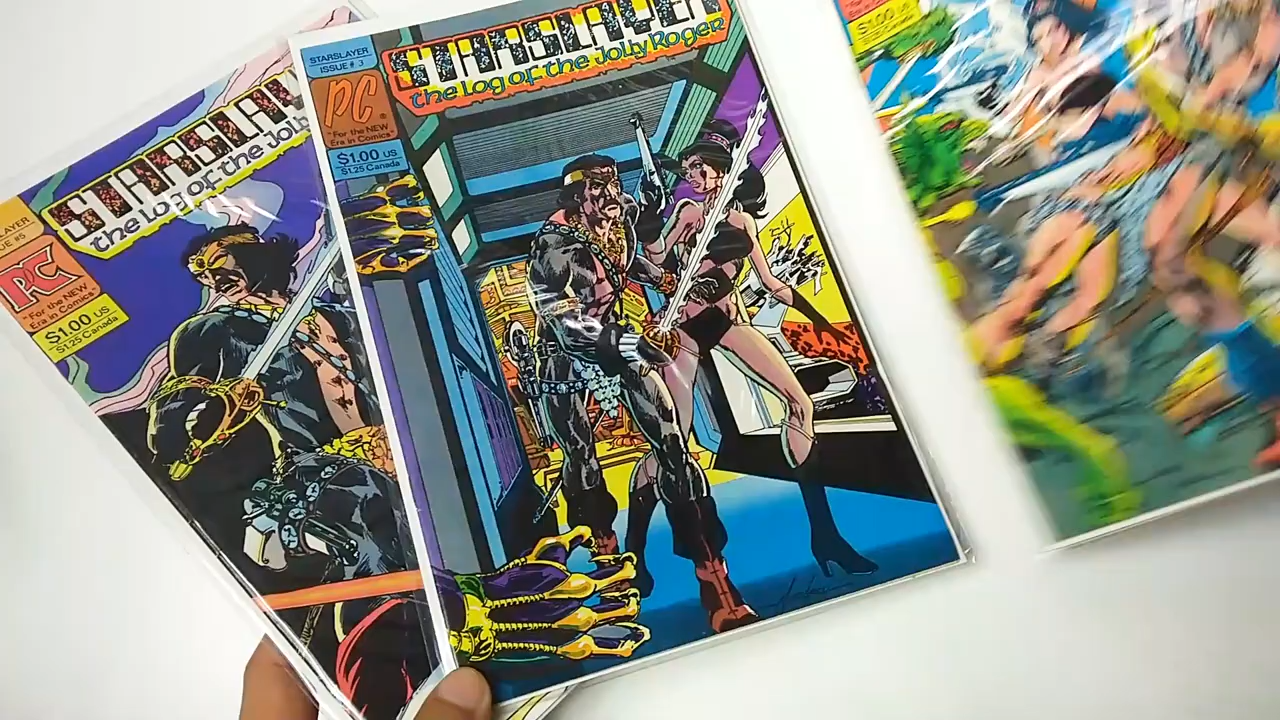 STARSLAYER
ISSUE # 3
PC
"For the NEW
Era in Comics"
$1.00 US
$1.25 Canada
STARSLAYER
the Log of the Jolly Roger
PC
"For the NEW
Era in Comics"
$1.00 US
$1.25 Canada
the Log of the
$1.00 US